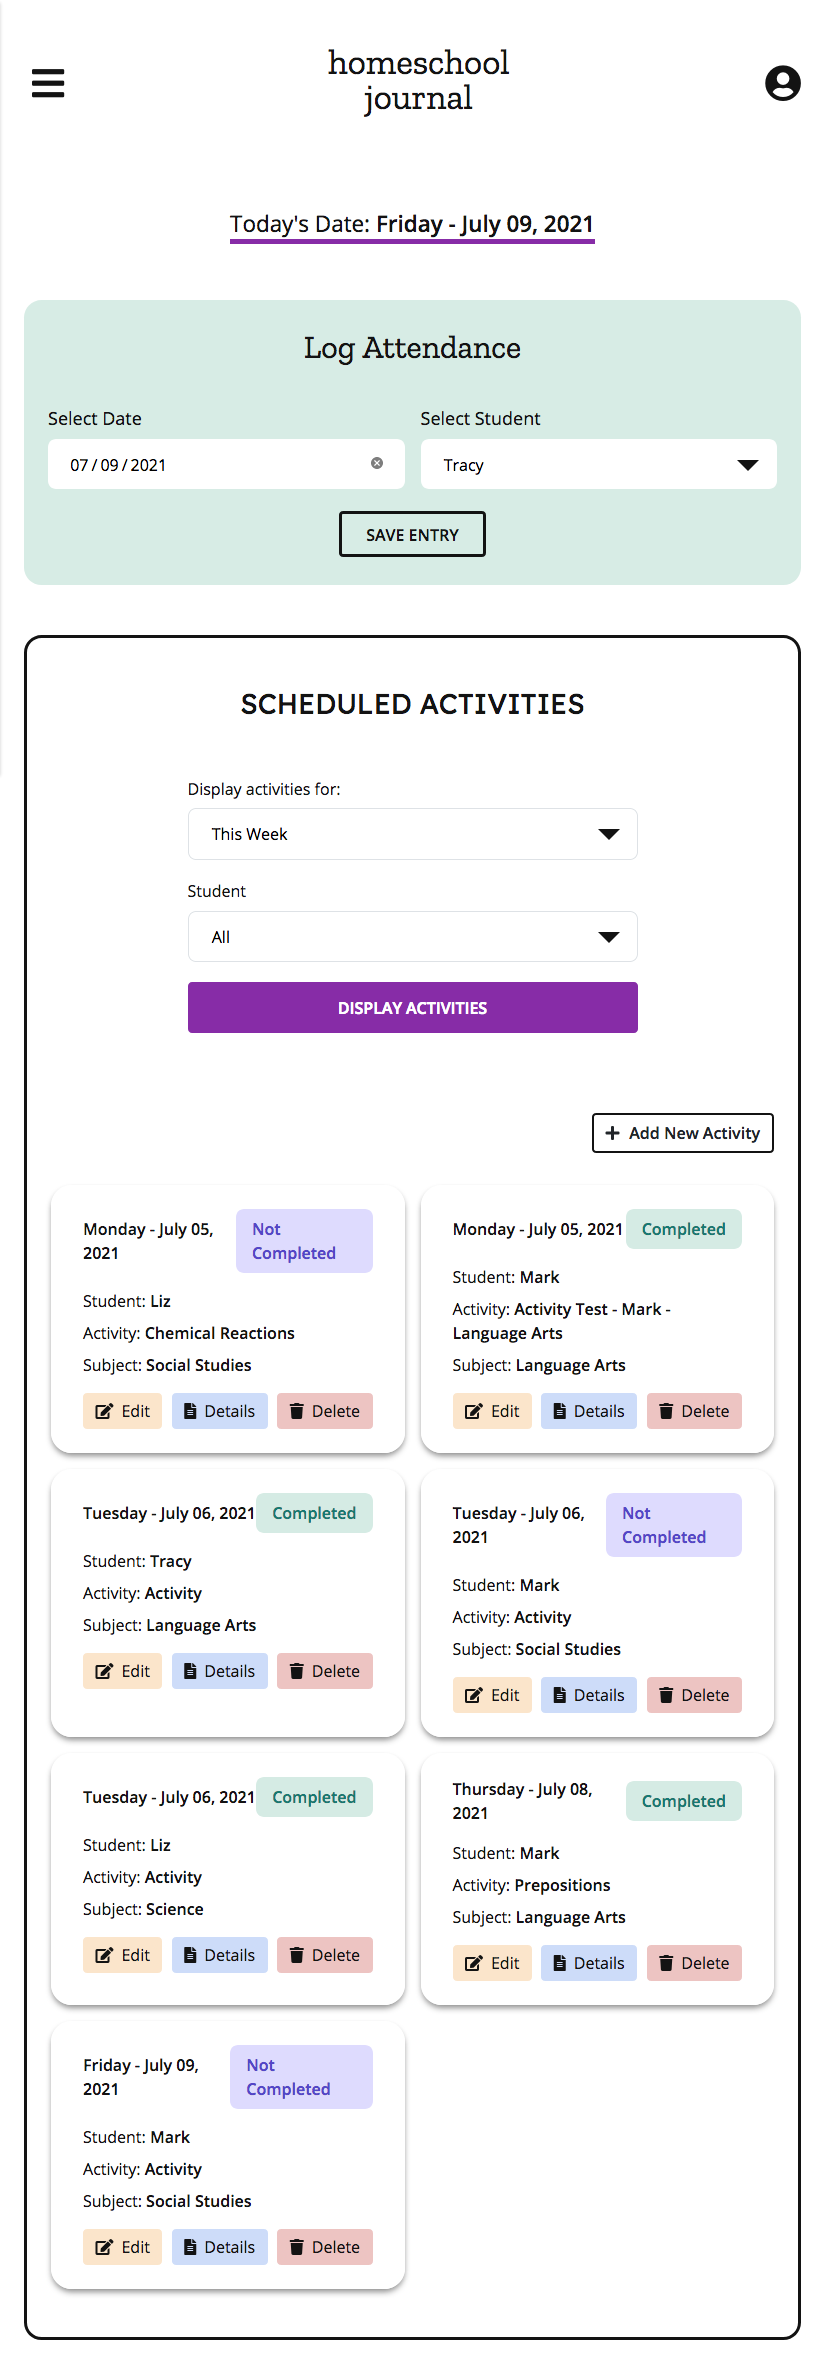 homeschool
journal
Today's Date: Friday - July 09, 2021
Log Attendance
Select Date
Select Student
07/09/2021
Tracy
SAVE ENTRY
SCHEDULED ACTIVITIES
Display activities for:
This Week
Student
All
DISPLAY ACTIVITIES
Add New Activity
Monday - July 05,
2021
Not
Completed
Student: Liz
Activity: Chemical Reactions
Subject: Social Studies
Edit
Details
Delete
Monday - July 05, 2021
Completed
Student: Mark
Activity: Activity Test - Mark -
Language Arts
Subject: Language Arts
Edit
Details
Delete
Tuesday - July 06, 2021
Completed
Student: Tracy
Activity: Activity
Subject: Language Arts
Edit
Details
Delete
Tuesday - July 06,
2021
Not
Completed
Student: Mark
Activity: Activity
Subject: Social Studies
Edit
Details
Delete
Tuesday - July 06, 2021
Completed
Student: Liz
Activity: Activity
Subject: Science
Edit
Details
Delete
Thursday - July 08,
2021
Completed
Student: Mark
Activity: Prepositions
Subject: Language Arts
Edit
Details
Delete
Friday - July 09,
2021
Not
Completed
Student: Mark
Activity: Activity
Subject: Social Studies
Edit
Details
Delete